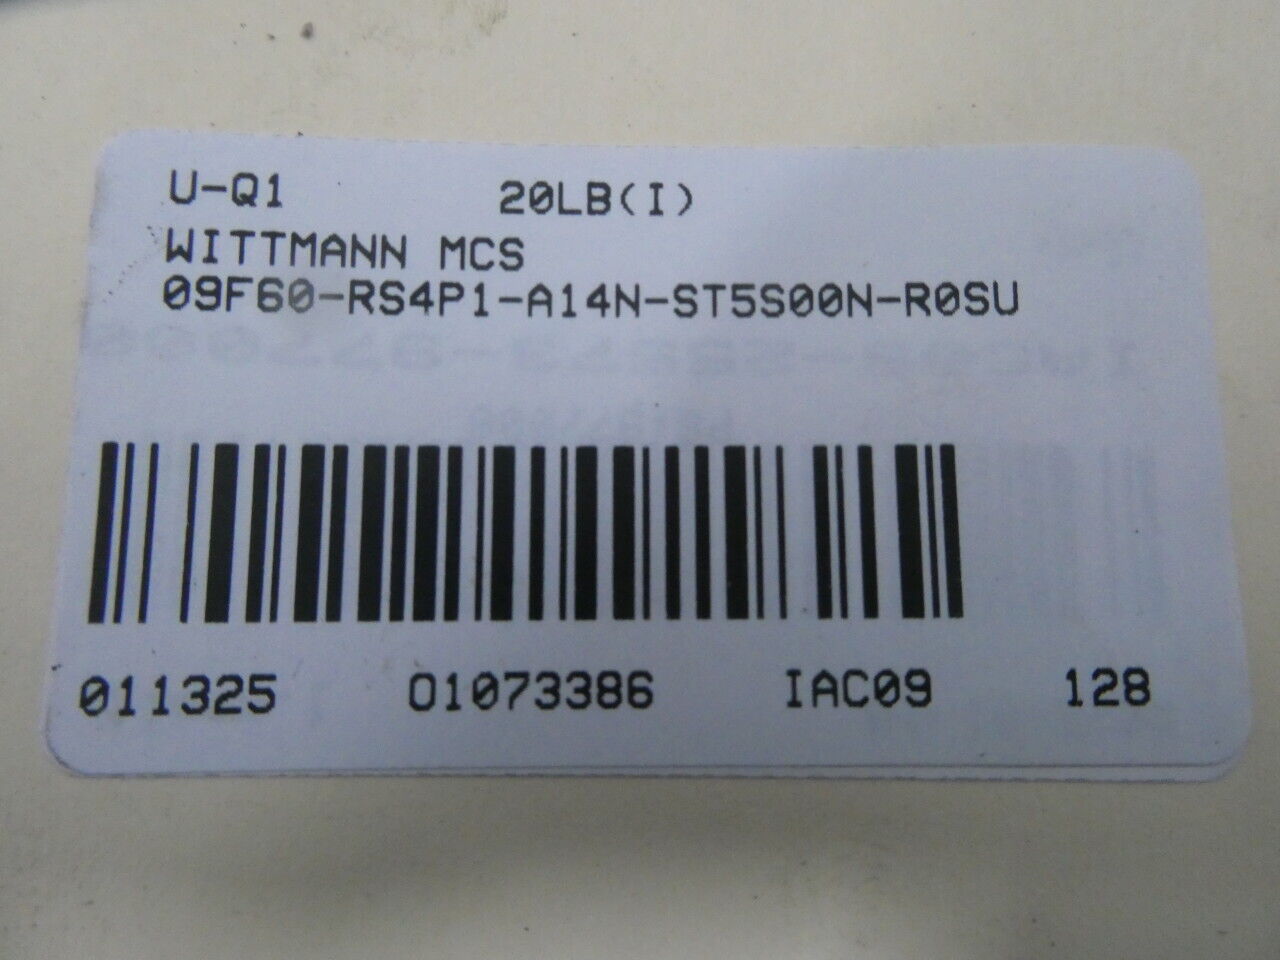 U-Q1 20LB(I)
WITTMANN MCS
09F60-RS4P1-A14N-ST5S00N-R0SU
011325 01073386 IAC09 128